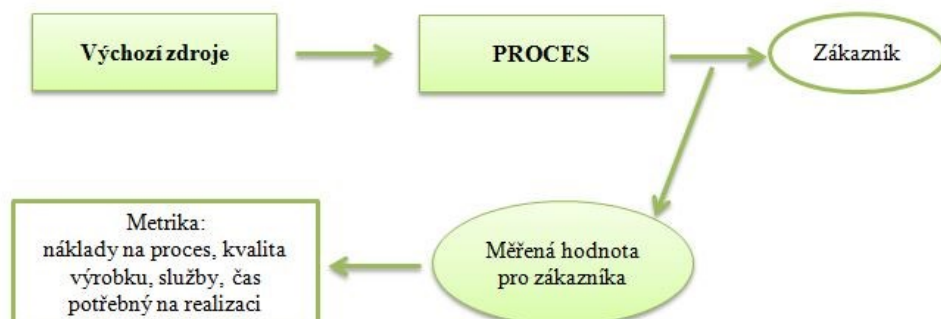 Výchozí zdroje
PROCES
Zákazník
Metrika:
náklady na proces, kvalita
výrobku, služby, čas
potřebný na realizaci
Měřená hodnota
pro zákazníka